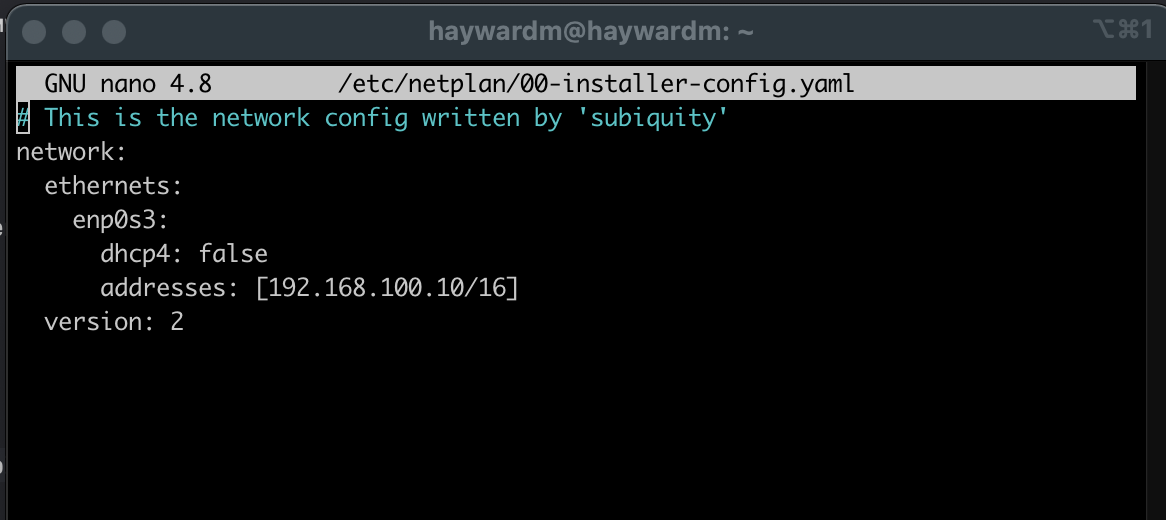 haywardm@haywardm: ~
⌥⌘1
GNU nano 4.8 /etc/netplan/00-installer-config.yaml
# This is the network config written by 'subiquity'
network:
  ethernets:
    enp0s3:
      dhcp4: false
      addresses: [192.168.100.10/16]
  version: 2